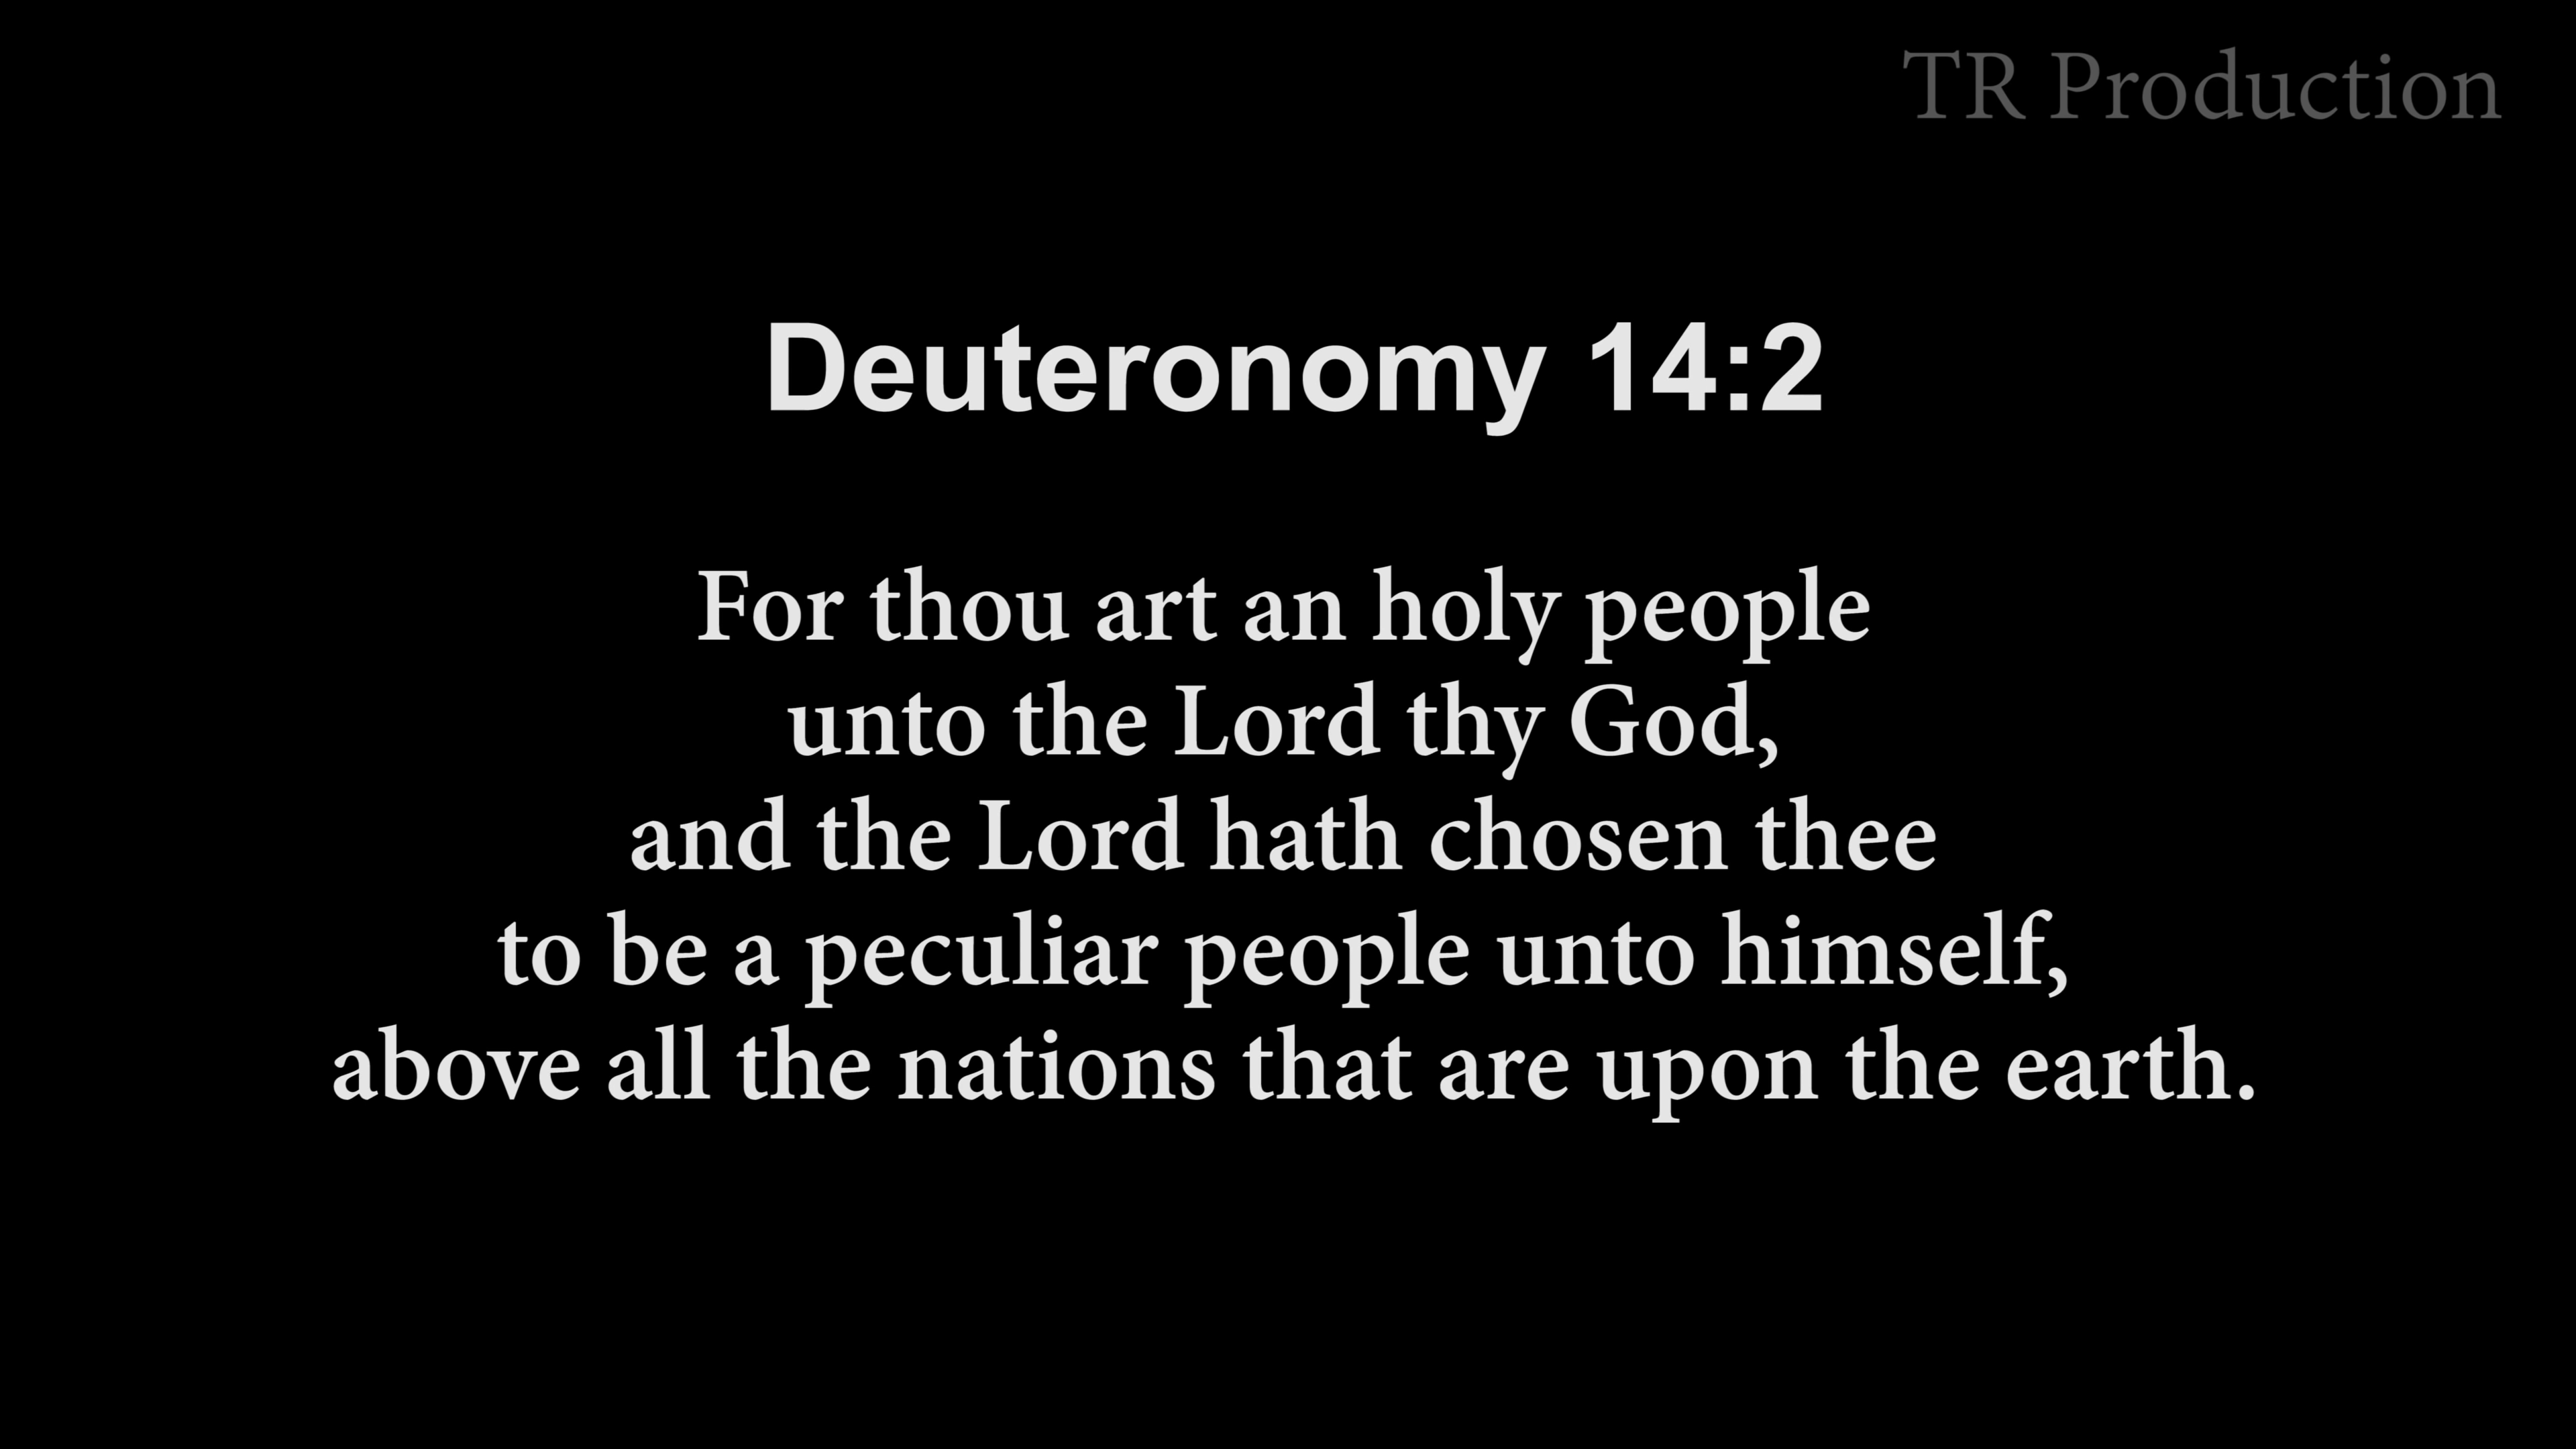 TR Production
Deuteronomy 14:2
For thou art an holy people
unto the Lord thy God,
and the Lord hath chosen thee
to be a peculiar people unto himself,
above all the nations that are upon the earth.